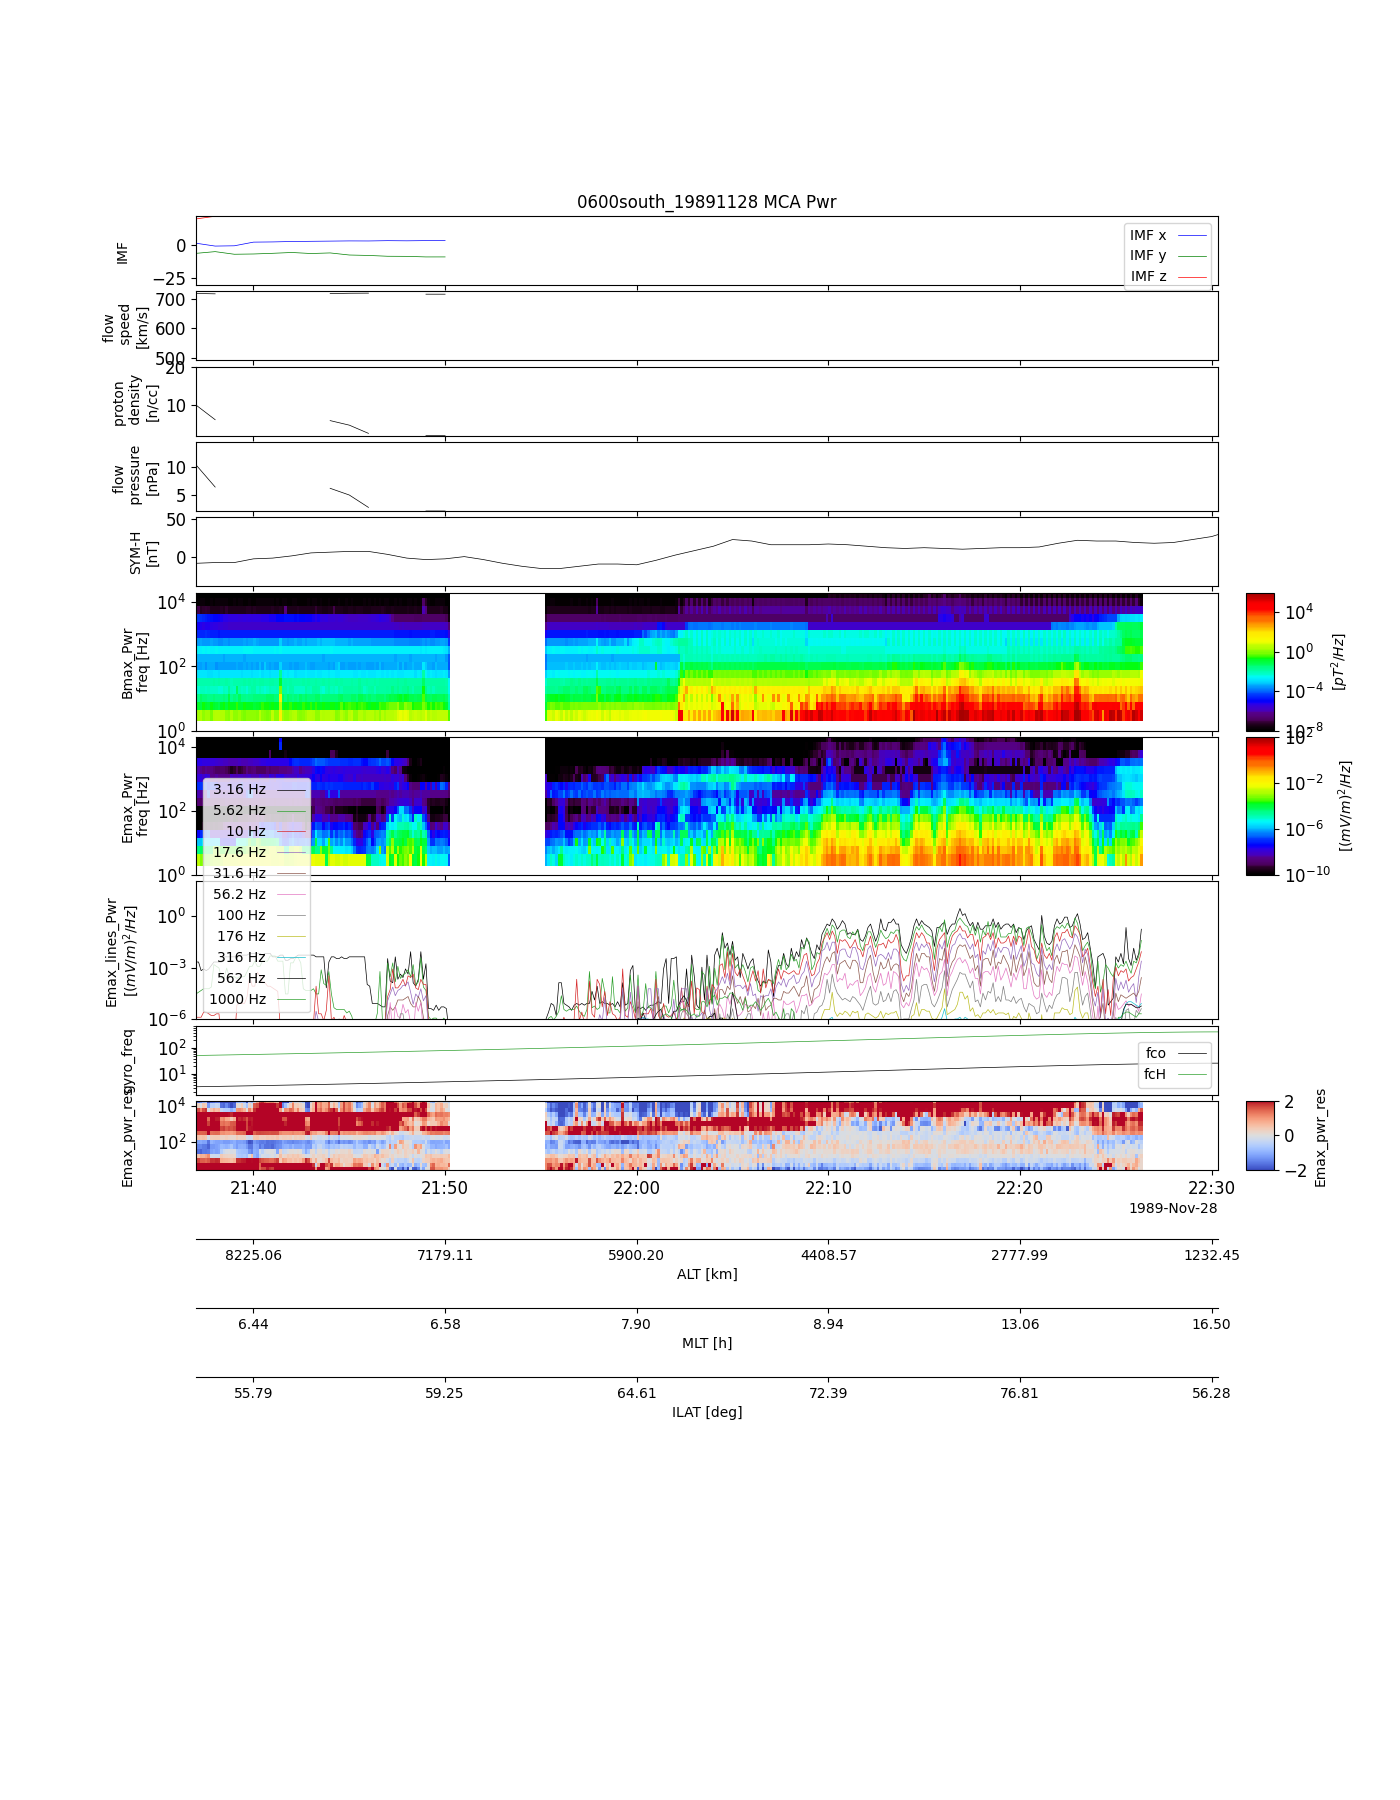 0600south_19891128 MCA Pwr
IMF
0
−25
IMF x
IMF y
IMF z
flow
speed
[km/s]
700
600
500
proton
density
[n/cc]
20
10
flow
pressure
[nPa]
10
5
SYM-H
[nT]
50
0
Bmax_Pwr
freq [Hz]
10^4
10^2
10^0
10^4
10^0
10^-4
10^-8
[pT^2/Hz]
Emax_Pwr
freq [Hz]
10^4
10^2
10^0
10^2
10^-2
10^-6
10^-10
[(mV/m)^2/Hz]
3.16 Hz
5.62 Hz
10 Hz
17.6 Hz
31.6 Hz
56.2 Hz
100 Hz
176 Hz
316 Hz
562 Hz
1000 Hz
Emax_lines_Pwr
[(mV/m)^2/Hz]
10^0
10^-3
10^-6
gyro_freq
10^2
10^1
fco
fcH
Emax_pwr_res
10^4
10^2
2
0
−2
Emax_pwr_res
21:40 21:50 22:00 22:10 22:20 22:30
1989-Nov-28
8225.06 7179.11 5900.20 4408.57 2777.99 1232.45
ALT [km]
6.44 6.58 7.90 8.94 13.06 16.50
MLT [h]
55.79 59.25 64.61 72.39 76.81 56.28
ILAT [deg]